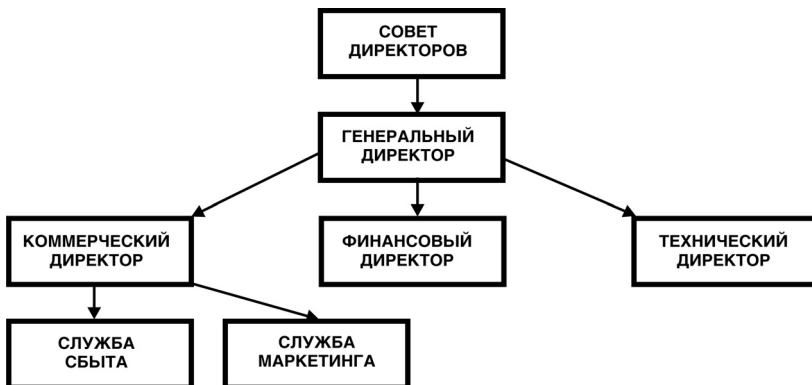 СОВЕТ
ДИРЕКТОРОВ
ГЕНЕРАЛЬНЫЙ
ДИРЕКТОР
КОММЕРЧЕСКИЙ
ДИРЕКТОР
ФИНАНСОВЫЙ
ДИРЕКТОР
ТЕХНИЧЕСКИЙ
ДИРЕКТОР
СЛУЖБА
СБЫТА
СЛУЖБА
МАРКЕТИНГА